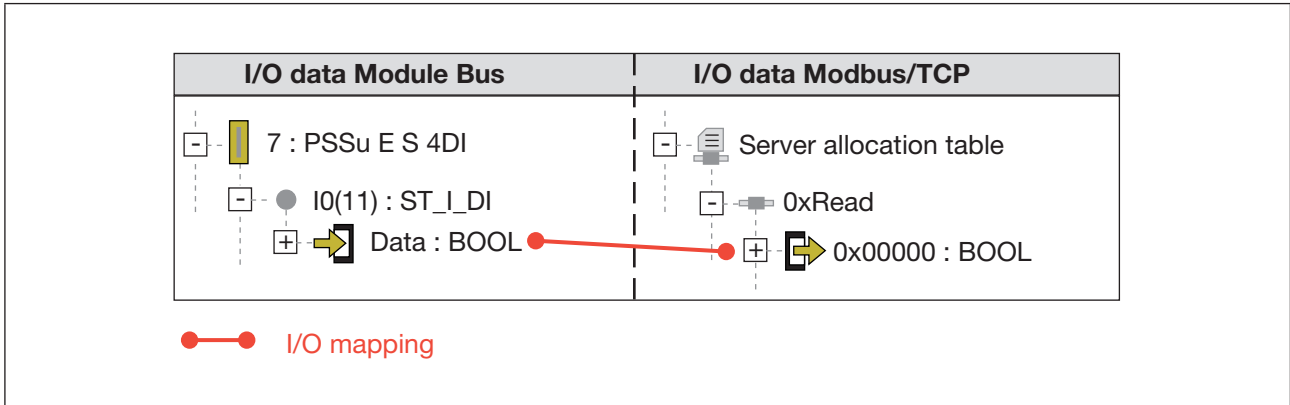 I/O data Module Bus
I/O data Modbus/TCP
7 : PSSu E S 4DI
Server allocation table
I0(11) : ST_I_DI
0xRead
Data : BOOL
0x00000 : BOOL
I/O mapping